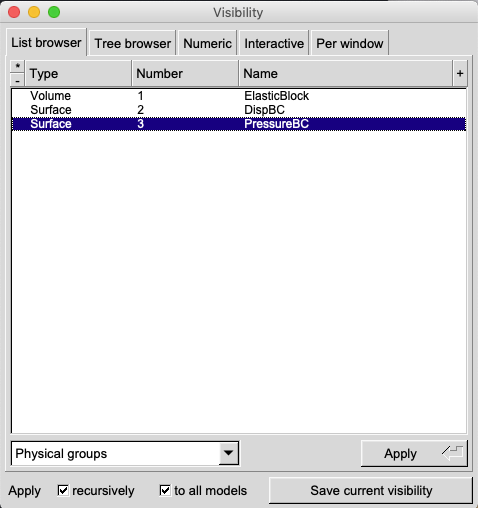 Visibility
List browser Tree browser Numeric Interactive Per window
*
-
Type Number Name +
Volume 1 ElasticBlock
Surface 2 DispBC
Surface 3 PressureBC
Physical groups Apply
Apply recursively to all models Save current visibility